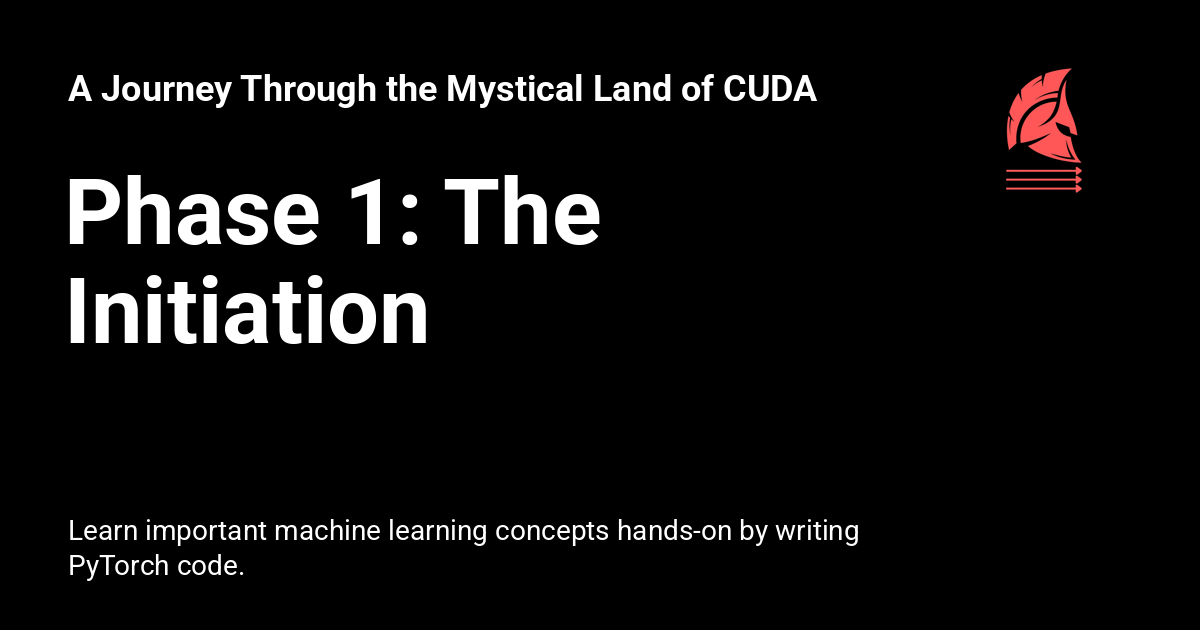 A Journey Through the Mystical Land of CUDA
Phase 1: The
Initiation
Learn important machine learning concepts hands-on by writing
PyTorch code.